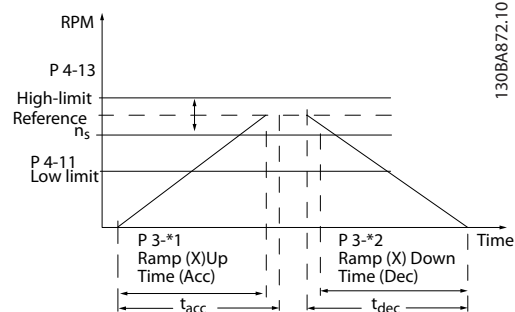 RPM
130BA872.10
P 4-13
High-limit
Reference
ns
P 4-11
Low limit
Time
P 3-*1
Ramp (X)Up
Time (Acc)
P 3-*2
Ramp (X) Down
Time (Dec)
tacc
tdec